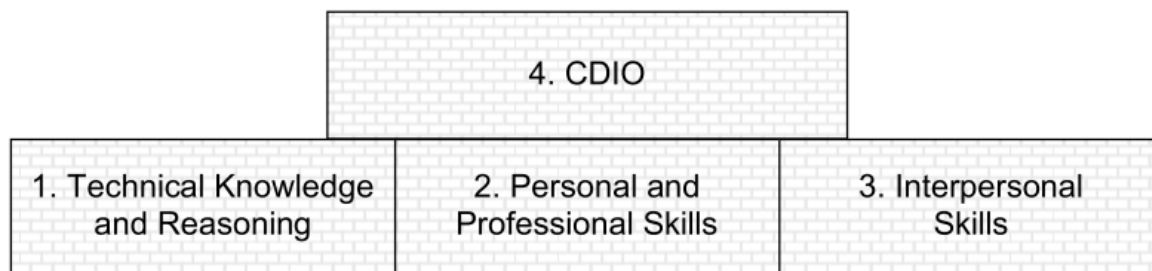 4. CDIO
1. Technical Knowledge
and Reasoning
2. Personal and
Professional Skills
3. Interpersonal
Skills